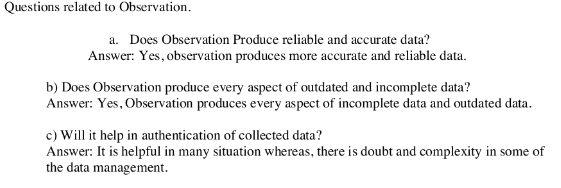 Questions related to Observation.
a. Does Observation Produce reliable and accurate data?
Answer: Yes, observation produces more accurate and reliable data.
b) Does Observation produce every aspect of outdated and incomplete data?
Answer: Yes, Observation produces every aspect of incomplete data and outdated data.
c) Will it help in authentication of collected data?
Answer: It is helpful in many situation whereas, there is doubt and complexity in some of
the data management.